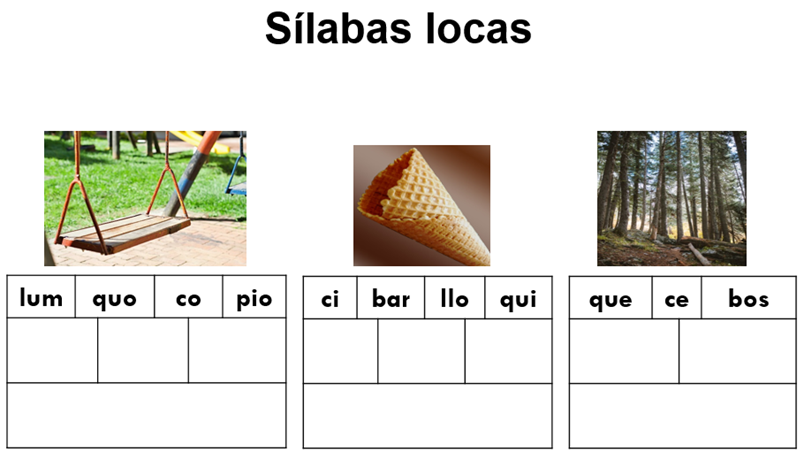 Sílabas locas
lum quo co pio
ci bar llo qui
que ce bos